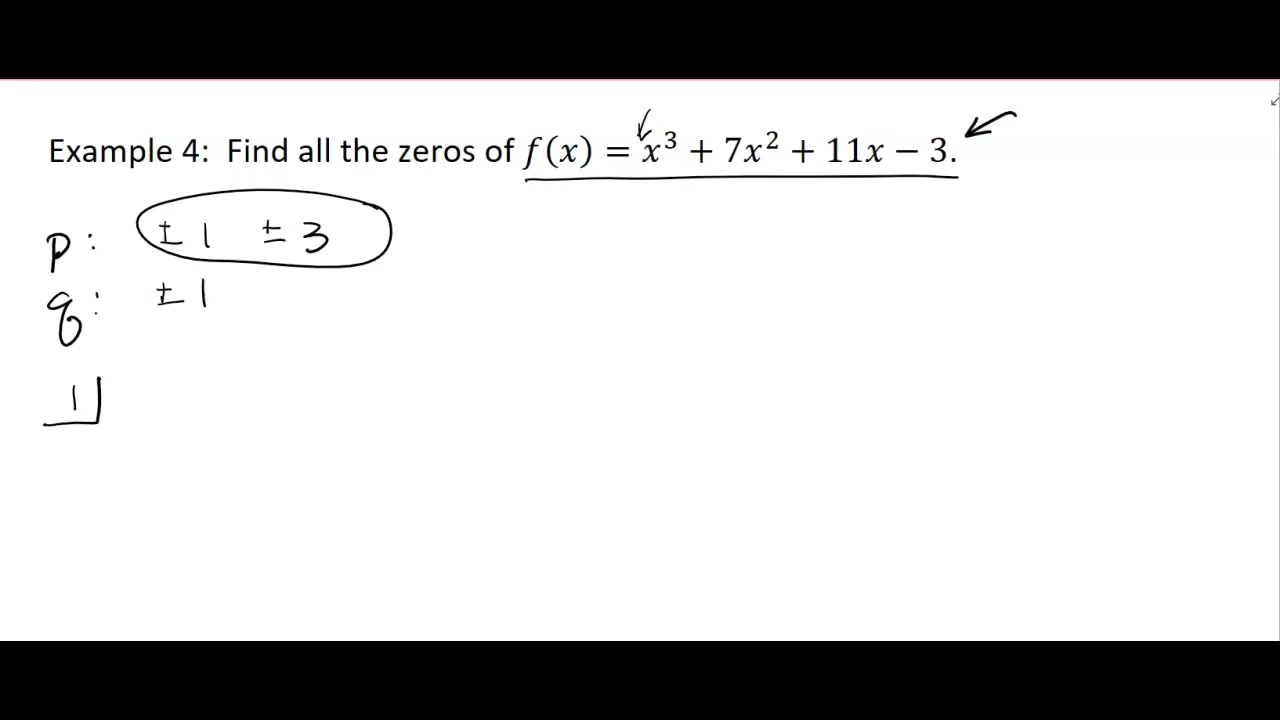 Example 4: Find all the zeros of f(x) = x³ + 7x² + 11x − 3.
p: ± 1 ± 3
q: ± 1
1